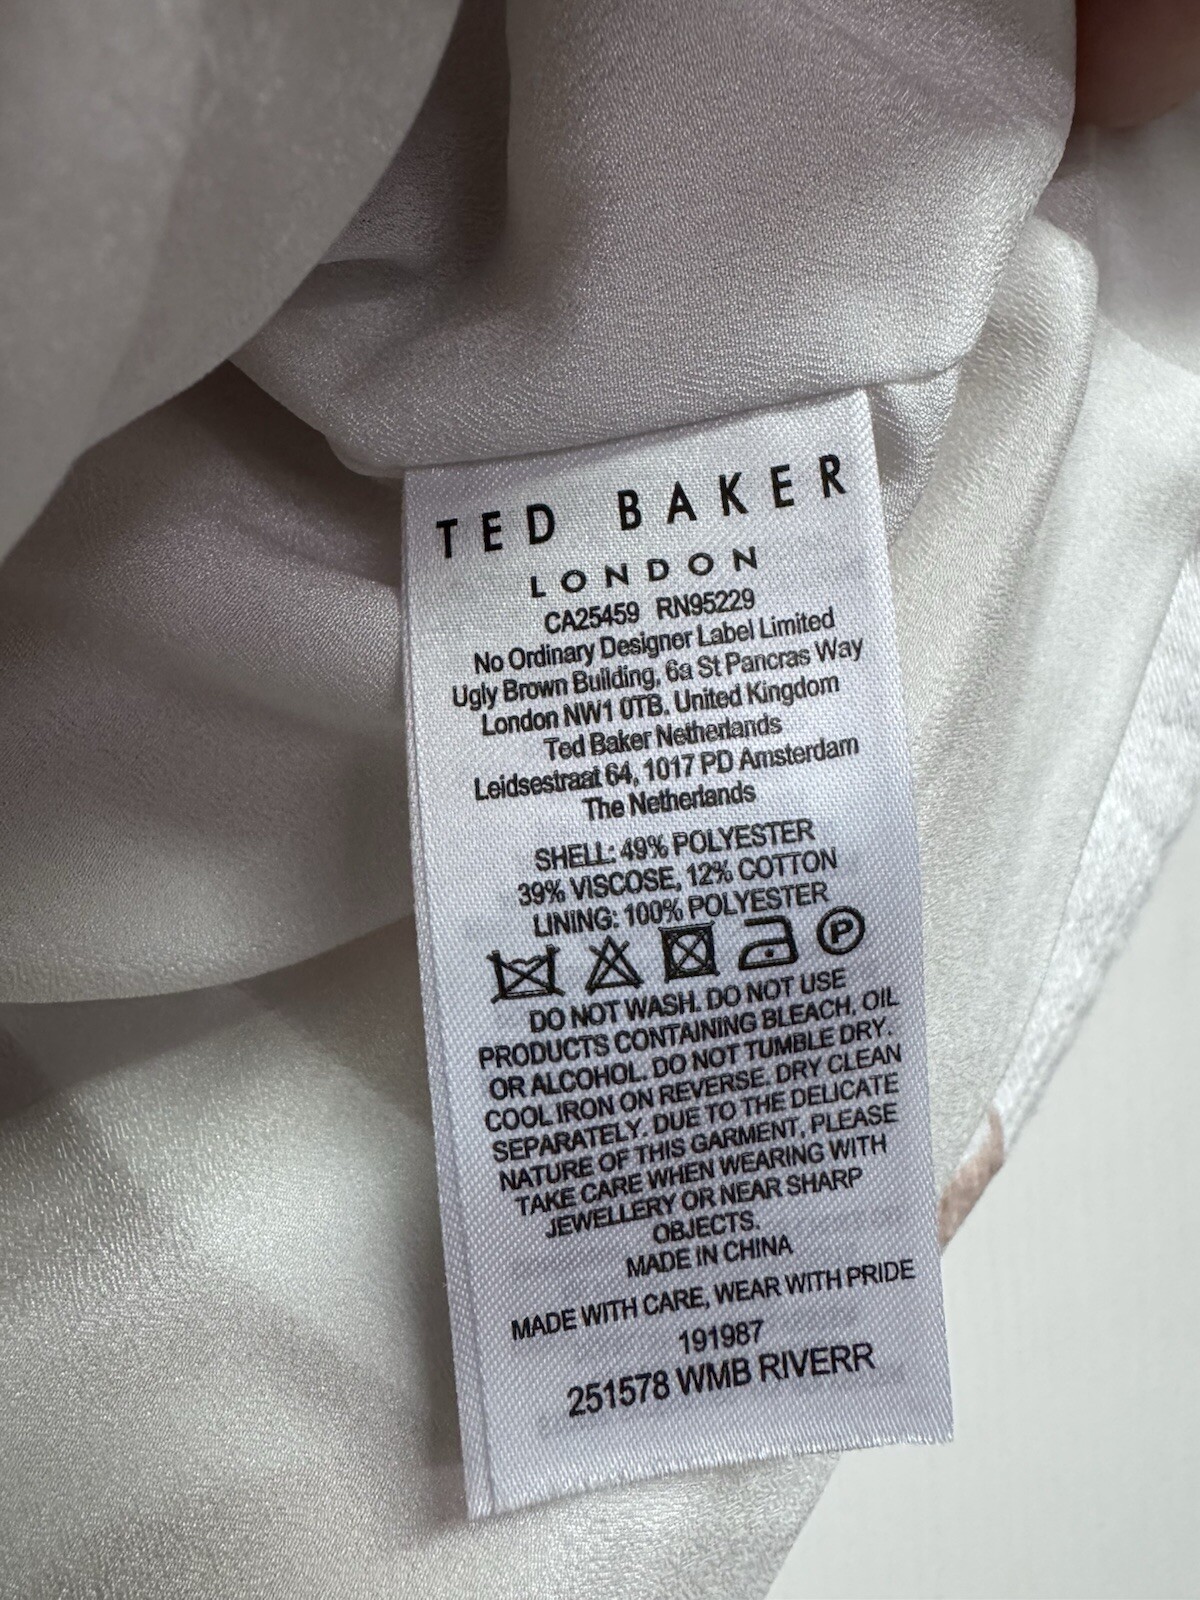 TED BAKER
LONDON
CA25459 RN95229
No Ordinary Designer Label Limited
Ugly Brown Building, 6a St Pancras Way
London NW1 0TB. United Kingdom
Ted Baker Netherlands
Leidsestraat 64, 1017 PD Amsterdam
The Netherlands
SHELL: 49% POLYESTER
39% VISCOSE, 12% COTTON
LINING: 100% POLYESTER
P
DO NOT WASH. DO NOT USE
PRODUCTS CONTAINING BLEACH, OIL
OR ALCOHOL. DO NOT TUMBLE DRY.
COOL IRON ON REVERSE. DRY CLEAN
SEPARATELY. DUE TO THE DELICATE
NATURE OF THIS GARMENT, PLEASE
TAKE CARE WHEN WEARING WITH
JEWELLERY OR NEAR SHARP
OBJECTS.
MADE IN CHINA
MADE WITH CARE, WEAR WITH PRIDE
191987
251578 WMB RIVERR